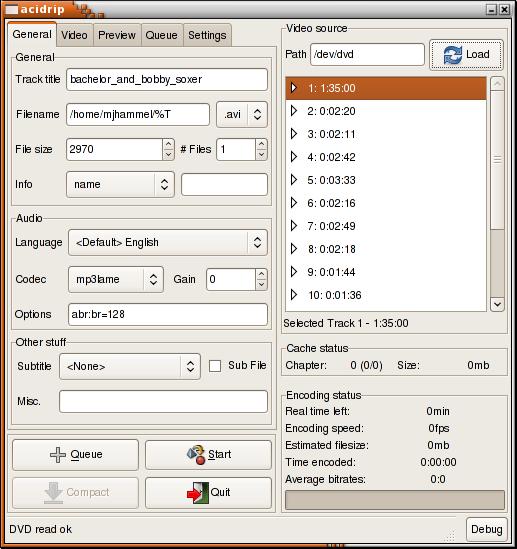 acidrip
General Video Preview Queue Settings
General
Track title bachelor_and_bobby_soxer
Filename /home/mjhammel/%T .avi
File size 2970 # Files 1
Info name
Audio
Language <Default> English
Codec mp3lame Gain 0
Options abr:br=128
Other stuff
Subtitle <None> Sub File
Misc.
Queue Start
Compact Quit
Video source
Path /dev/dvd Load
1: 1:35:00
2: 0:02:20
3: 0:02:11
4: 0:02:42
5: 0:03:33
6: 0:02:16
7: 0:02:49
8: 0:02:18
9: 0:01:44
10: 0:01:36
Selected Track 1 - 1:35:00
Cache status
Chapter: 0 (0/0) Size: 0mb
Encoding status
Real time left: 0min
Encoding speed: 0fps
Estimated filesize: 0mb
Time encoded: 0:00:00
Average bitrates: 0:0
DVD read ok Debug